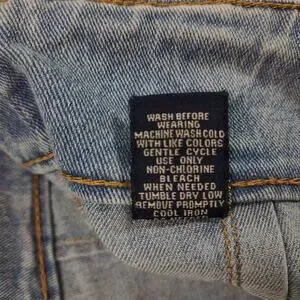 WASH BEFORE
WEARING
MACHINE WASH COLD
WITH LIKE COLORS
GENTLE CYCLE
USE ONLY
NON-CHLORINE
BLEACH
WHEN NEEDED
TUMBLE DRY LOW
REMOVE PROMPTLY
COOL IRON